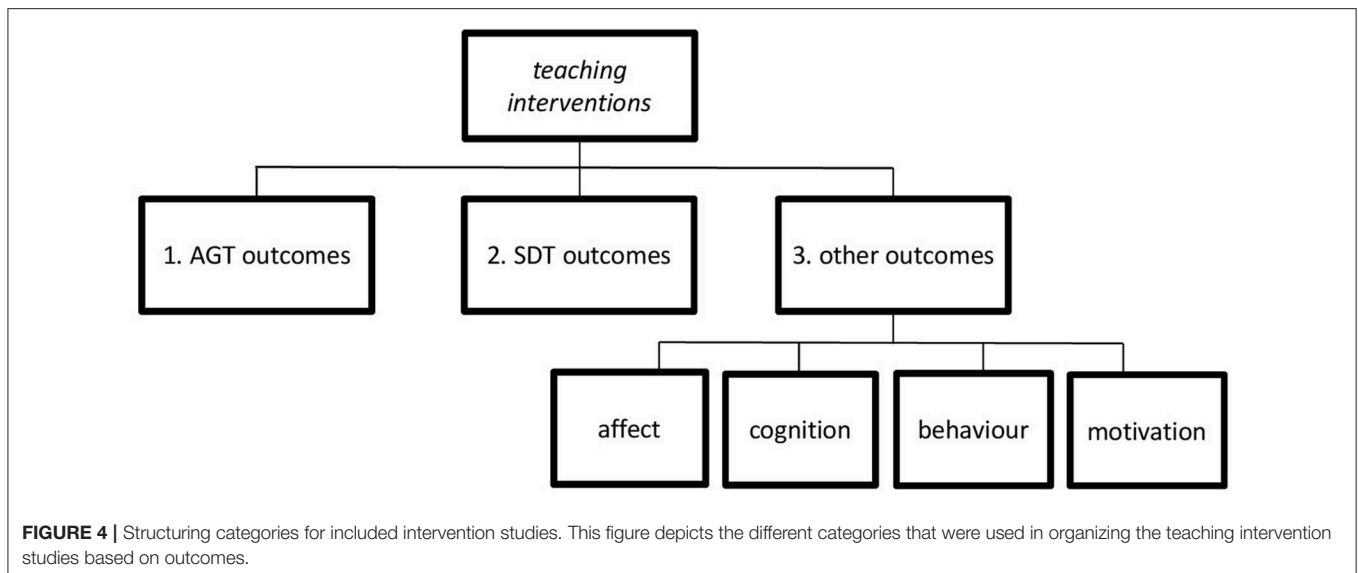 teaching
interventions
1. AGT outcomes
2. SDT outcomes
3. other outcomes
affect
cognition
behaviour
motivation
FIGURE 4 | Structuring categories for included intervention studies. This figure depicts the different categories that were used in organizing the teaching intervention
studies based on outcomes.